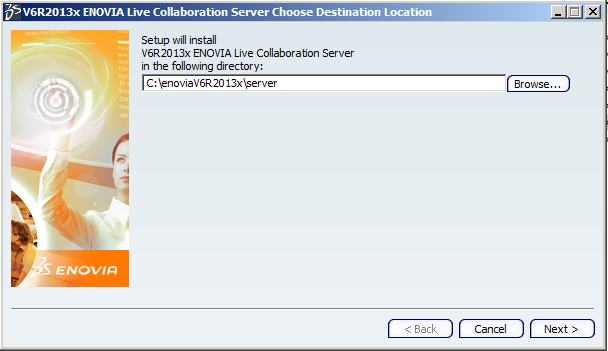 V6R2013x ENOVIA Live Collaboration Server Choose Destination Location
Setup will install
V6R2013x ENOVIA Live Collaboration Server
in the following directory:
C:\enoviaV6R2013x\server
Browse...
ENOVIA
< Back
Cancel
Next >